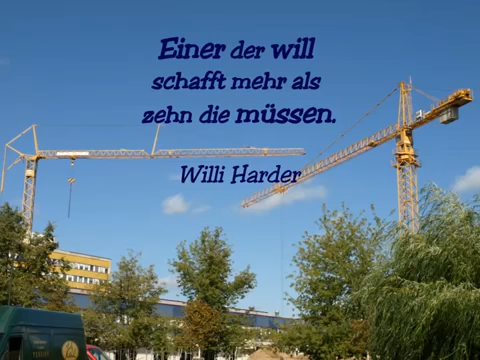 Einer der will
schafft mehr als
zehn die müssen.
Willi Harder